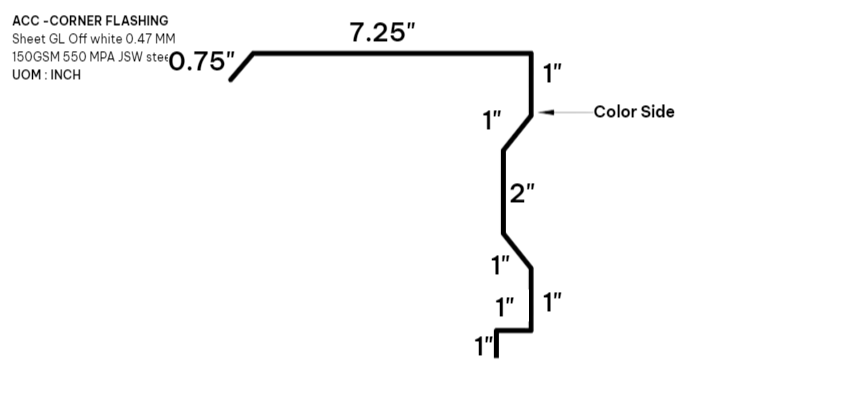 ACC -CORNER FLASHING
Sheet GL Off white 0.47 MM
150GSM 550 MPA JSW stee
UOM : INCH
7.25"
0.75"
1"
Color Side
1"
2"
1"
1"
1"
1"